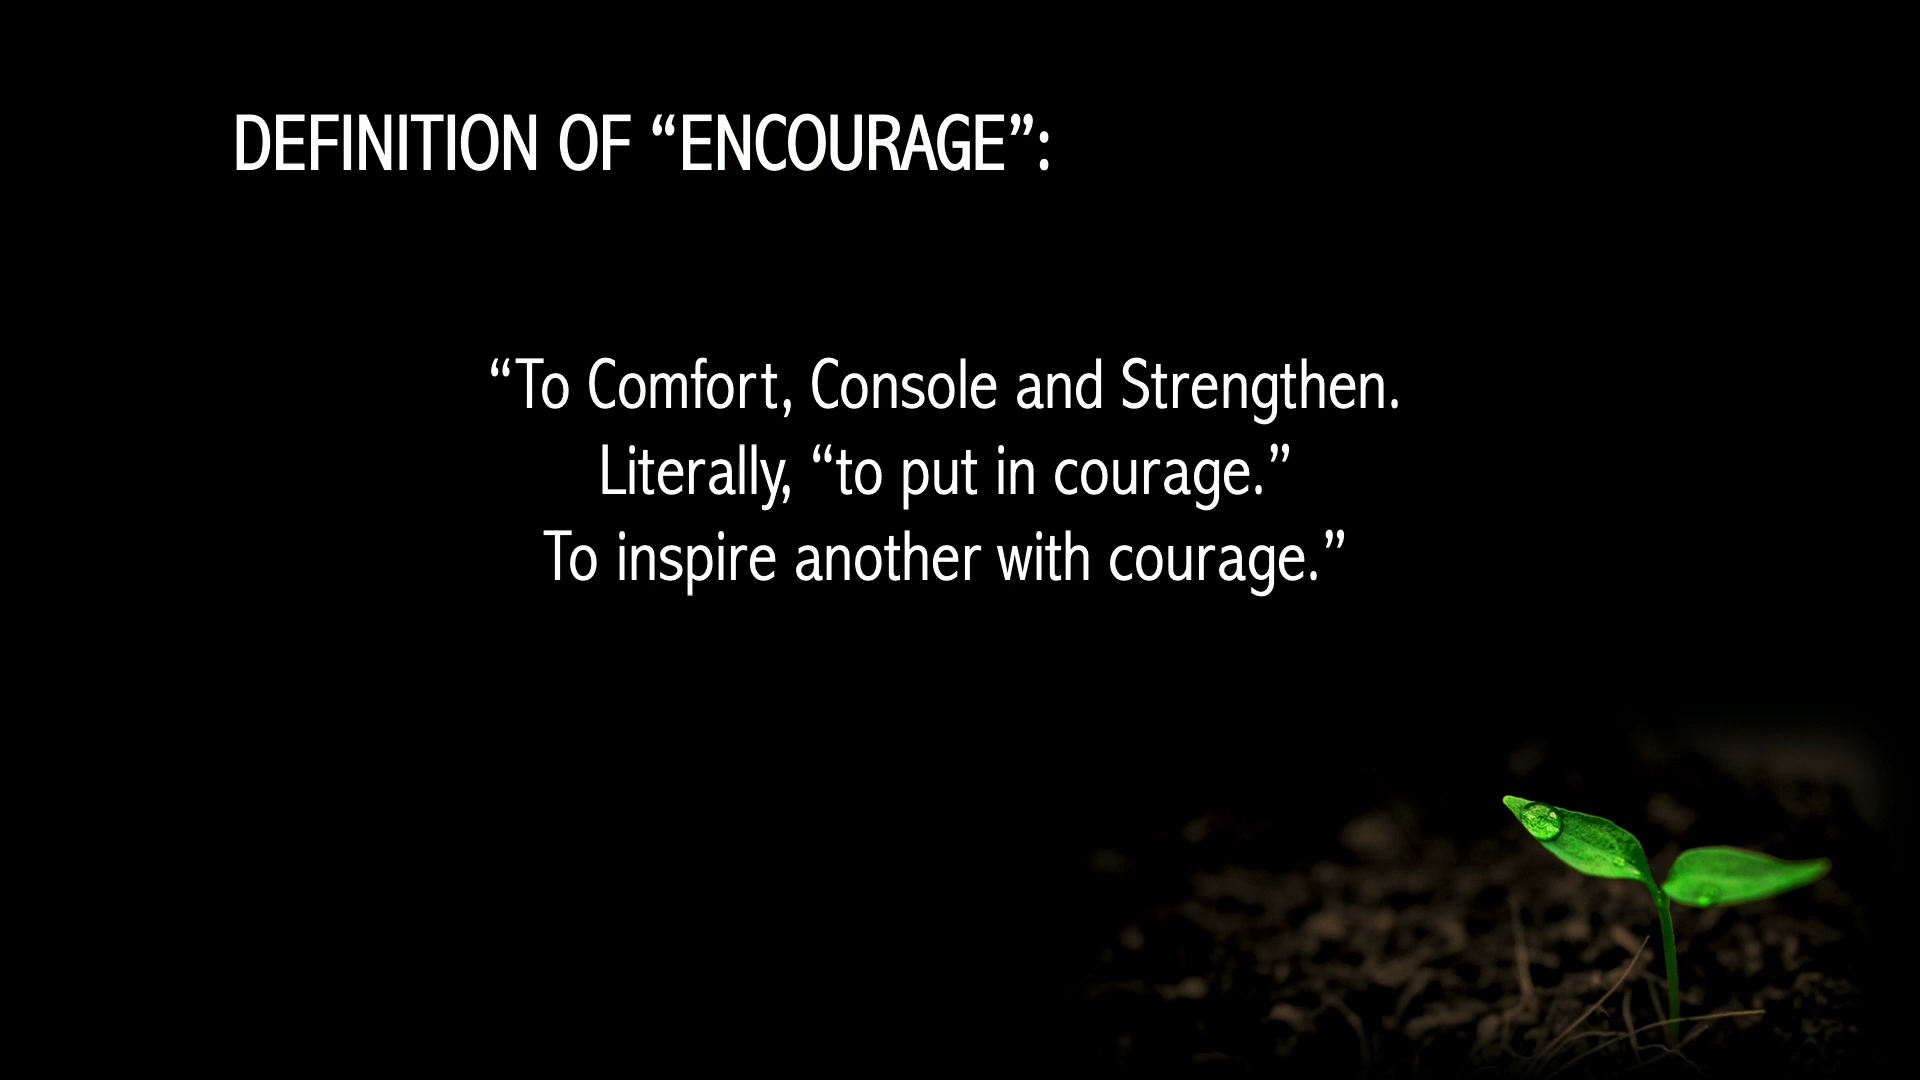 DEFINITION OF “ENCOURAGE”:
“To Comfort, Console and Strengthen.
Literally, “to put in courage.”
To inspire another with courage.”